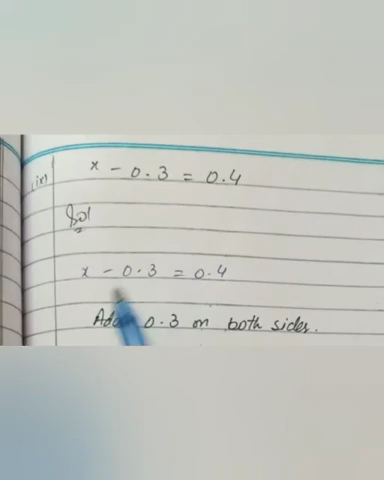 (ix) x - 0.3 = 0.4
Sol
x - 0.3 = 0.4
0.3 on both sides.